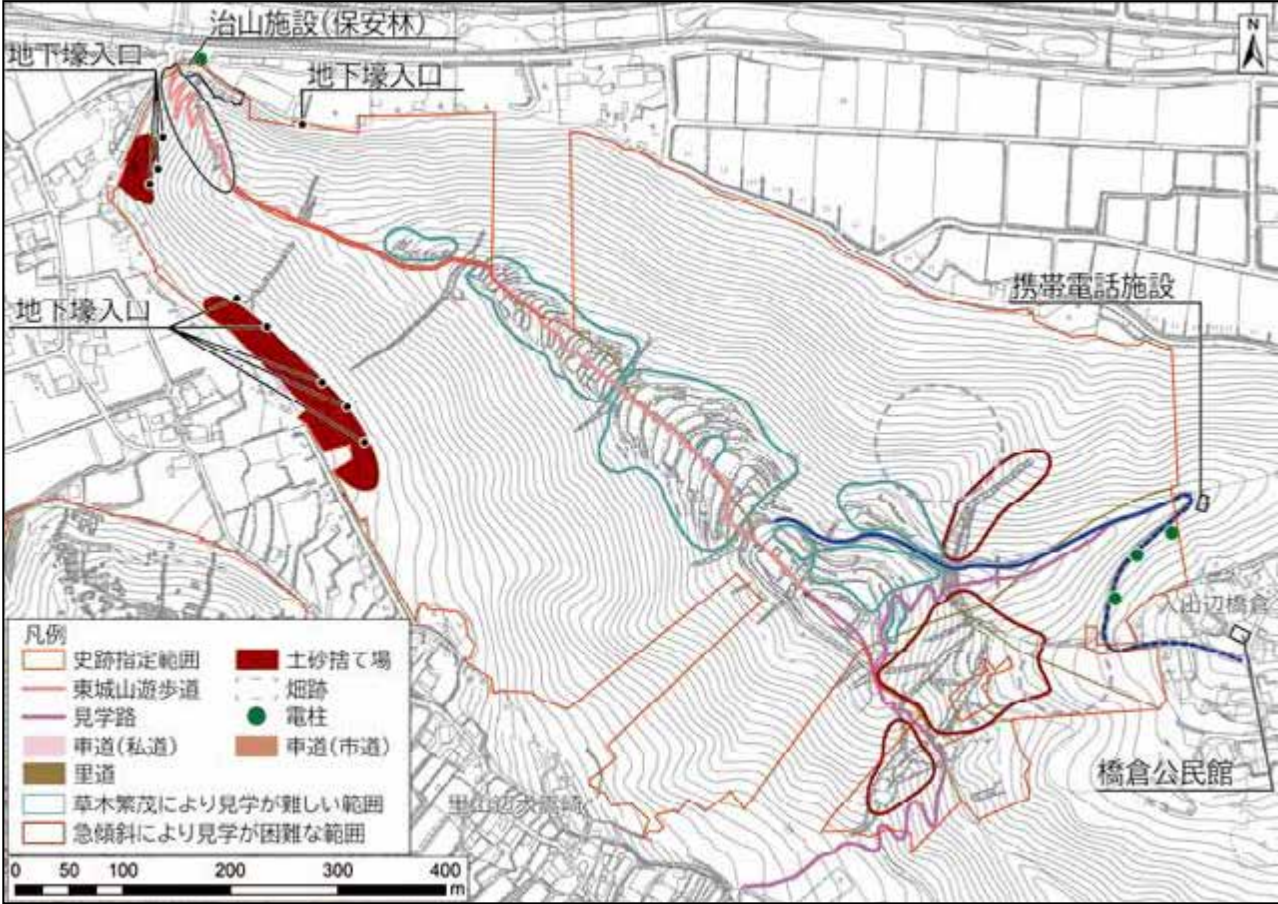 治山施設(保安林)
N
地下壕入口
地下壕入口
携帯電話施設
地下壕入口
入山辺橋倉
凡例
史跡指定範囲
土砂捨て場
東城山遊歩道
畑跡
見学路
電柱
車道(私道)
車道(市道)
里道
草木繁茂により見学が難しい範囲
急傾斜により見学が困難な範囲
橋倉公民館
0 50 100 200 300 400
m